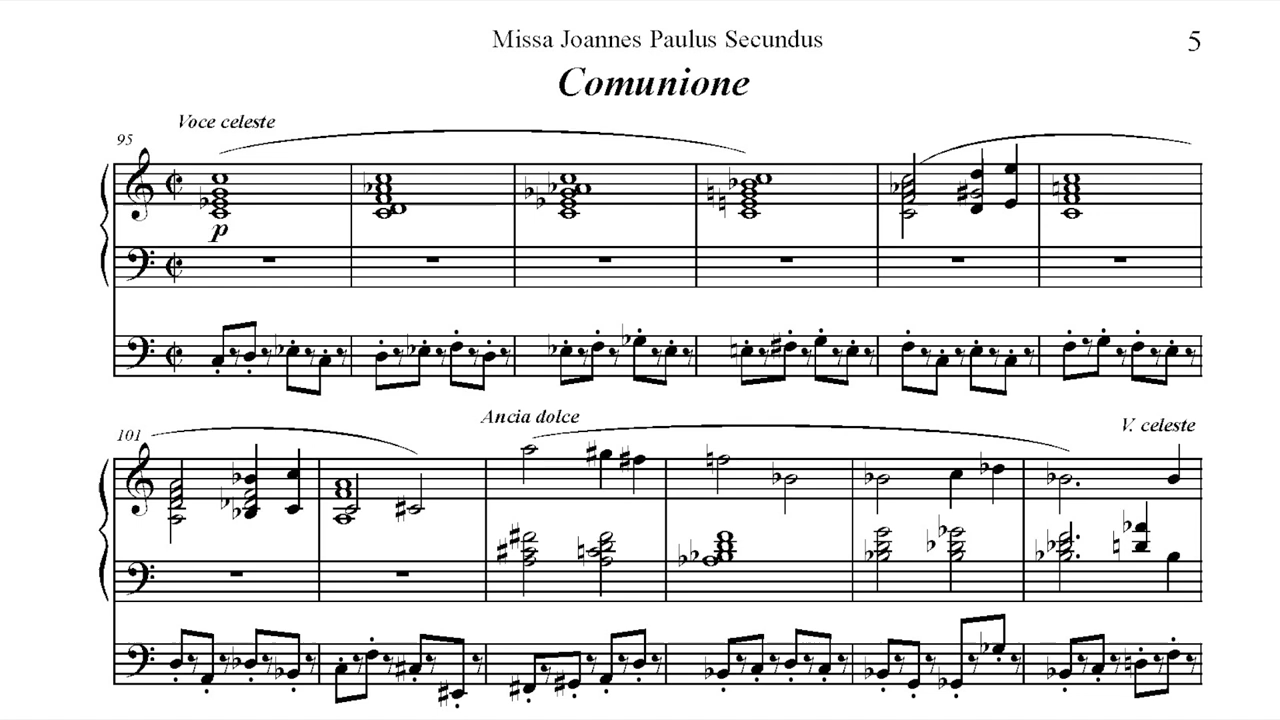 Missa Joannes Paulus Secundus
5
Comunione
Voce celeste
95
p
Ancia dolce
V. celeste
101